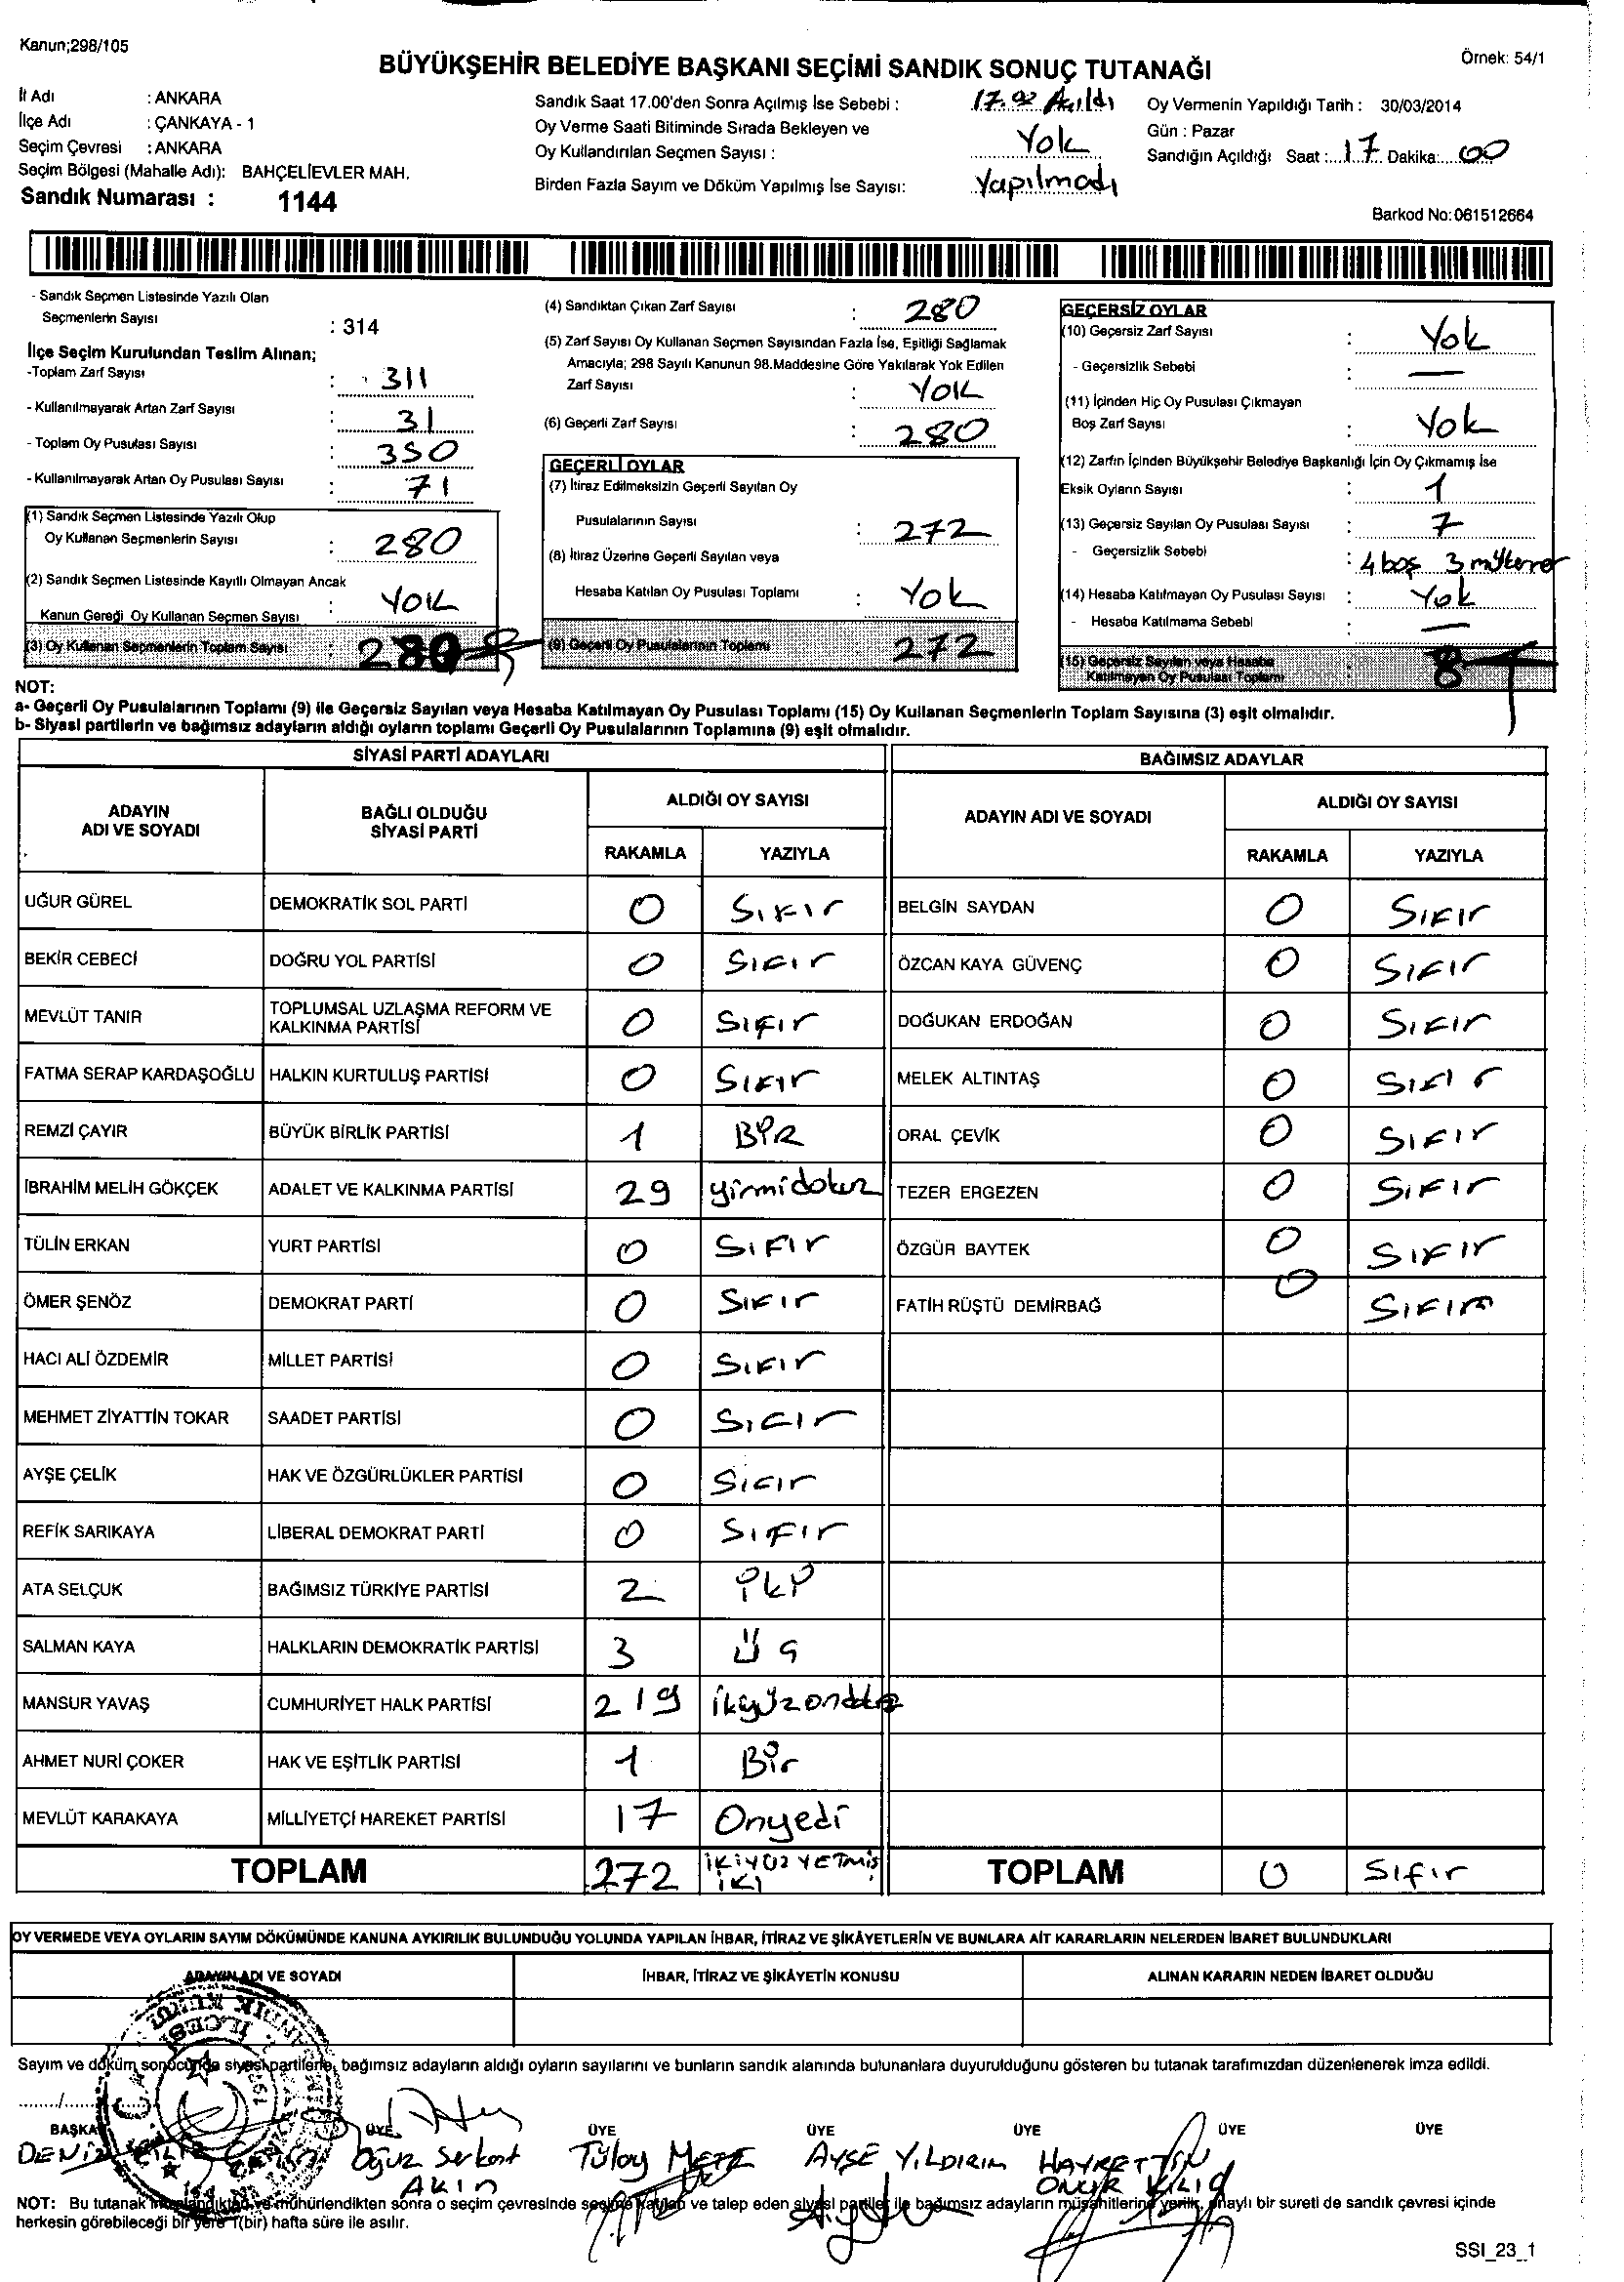 Kanun;298/105
BÜYÜKŞEHİR BELEDİYE BAŞKANI SEÇİMİ SANDIK SONUÇ TUTANAĞI
Örnek: 54/1
İl Adı : ANKARA
İlçe Adı : ÇANKAYA - 1
Seçim Çevresi : ANKARA
Seçim Bölgesi (Mahalle Adı): BAHÇELİEVLER MAH.
Sandık Numarası : 1144
Sandık Saat 17.00'den Sonra Açılmış İse Sebebi : 17.00 Açıldı
Oy Verme Saati Bitiminde Sırada Bekleyen ve
Oy Kullandırılan Seçmen Sayısı : Yok
Birden Fazla Sayım ve Döküm Yapılmış İse Sayısı: Yapılmadı
Oy Vermenin Yapıldığı Tarih : 30/03/2014
Gün : Pazar
Sandığın Açıldığı Saat : 17 Dakika: 00
Barkod No:061512664
- Sandık Seçmen Listesinde Yazılı Olan
Seçmenlerin Sayısı : 314
İlçe Seçim Kurulundan Teslim Alınan;
-Toplam Zarf Sayısı : 311
- Kullanılmayarak Artan Zarf Sayısı : 31
- Toplam Oy Pusulası Sayısı : 350
- Kullanılmayarak Artan Oy Pusulası Sayısı : 71
(1) Sandık Seçmen Listesinde Yazılı Olup
Oy Kullanan Seçmenlerin Sayısı : 280
(2) Sandık Seçmen Listesinde Kayıtlı Olmayan Ancak
Kanun Gereği Oy Kullanan Seçmen Sayısı : YOK
(3) Oy Kullanan Seçmenlerin Toplam Sayısı : 280
(4) Sandıktan Çıkan Zarf Sayısı : 280
(5) Zarf Sayısı Oy Kullanan Seçmen Sayısından Fazla İse, Eşitliği Sağlamak
Amacıyla; 298 Sayılı Kanunun 98.Maddesine Göre Yakılarak Yok Edilen
Zarf Sayısı : YOK
(6) Geçerli Zarf Sayısı : 280
GEÇERLİ OYLAR
(7) İtiraz Edilmeksizin Geçerli Sayılan Oy
Pusulalarının Sayısı : 272
(8) İtiraz Üzerine Geçerli Sayılan veya
Hesaba Katılan Oy Pusulası Toplamı : Yok
(9) Geçerli Oy Pusulalarının Toplamı 272
GEÇERSİZ OYLAR
(10) Geçersiz Zarf Sayısı : Yok
- Geçersizlik Sebebi : —
(11) İçinden Hiç Oy Pusulası Çıkmayan
Boş Zarf Sayısı : Yok
(12) Zarfın İçinden Büyükşehir Belediye Başkanlığı İçin Oy Çıkmamış İse
Eksik Oyların Sayısı : 1
(13) Geçersiz Sayılan Oy Pusulası Sayısı : 7
- Geçersizlik Sebebi : 4 boş 3 mükerrer
(14) Hesaba Katılmayan Oy Pusulası Sayısı : Yok
- Hesaba Katılmama Sebebi : —
(15) Geçersiz Sayılan veya Hesaba
Katılmayan Oy Pusulası Toplamı : 8
NOT:
a- Geçerli Oy Pusulalarının Toplamı (9) ile Geçersiz Sayılan veya Hesaba Katılmayan Oy Pusulası Toplamı (15) Oy Kullanan Seçmenlerin Toplam Sayısına (3) eşit olmalıdır.
b- Siyasi partilerin ve bağımsız adayların aldığı oyların toplamı Geçerli Oy Pusulalarının Toplamına (9) eşit olmalıdır.
SİYASİ PARTİ ADAYLARI
ADAYIN ADI VE SOYADI BAĞLI OLDUĞU SİYASİ PARTİ ALDIĞI OY SAYISI
RAKAMLA YAZIYLA
UĞUR GÜREL DEMOKRATİK SOL PARTİ 0 Sıfır
BEKİR CEBECİ DOĞRU YOL PARTİSİ 0 Sıfır
MEVLÜT TANIR TOPLUMSAL UZLAŞMA REFORM VE KALKINMA PARTİSİ 0 Sıfır
FATMA SERAP KARDAŞOĞLU HALKIN KURTULUŞ PARTİSİ 0 Sıfır
REMZİ ÇAYIR BÜYÜK BİRLİK PARTİSİ 1 BİR
İBRAHİM MELİH GÖKÇEK ADALET VE KALKINMA PARTİSİ 29 yirmidokuz
TÜLİN ERKAN YURT PARTİSİ 0 Sıfır
ÖMER ŞENÖZ DEMOKRAT PARTİ 0 Sıfır
HACI ALİ ÖZDEMİR MİLLET PARTİSİ 0 Sıfır
MEHMET ZİYATTİN TOKAR SAADET PARTİSİ 0 Sıfır
AYŞE ÇELİK HAK VE ÖZGÜRLÜKLER PARTİSİ 0 Sıfır
REFİK SARIKAYA LİBERAL DEMOKRAT PARTİ 0 Sıfır
ATA SELÇUK BAĞIMSIZ TÜRKİYE PARTİSİ 2 İkİ
SALMAN KAYA HALKLARIN DEMOKRATİK PARTİSİ 3 Üç
MANSUR YAVAŞ CUMHURİYET HALK PARTİSİ 219 ikiyüzondokuz
AHMET NURİ ÇOKER HAK VE EŞİTLİK PARTİSİ 1 Bir
MEVLÜT KARAKAYA MİLLİYETÇİ HAREKET PARTİSİ 17 Onyedi
TOPLAM 272 İKİYÜZYETMİŞ İKİ
BAĞIMSIZ ADAYLAR
ADAYIN ADI VE SOYADI ALDIĞI OY SAYISI
RAKAMLA YAZIYLA
BELGİN SAYDAN 0 Sıfır
ÖZCAN KAYA GÜVENÇ 0 Sıfır
DOĞUKAN ERDOĞAN 0 Sıfır
MELEK ALTINTAŞ 0 Sıfır
ORAL ÇEVİK 0 Sıfır
TEZER ERGEZEN 0 Sıfır
ÖZGÜR BAYTEK 0 Sıfır
FATİH RÜŞTÜ DEMİRBAĞ 0 Sıfır
TOPLAM 0 Sıfır
OY VERMEDE VEYA OYLARIN SAYIM DÖKÜMÜNDE KANUNA AYKIRILIK BULUNDUĞU YOLUNDA YAPILAN İHBAR, İTİRAZ VE ŞİKÂYETLERİN VE BUNLARA AİT KARARLARIN NELERDEN İBARET BULUNDUKLARI
ADAYIN ADI VE SOYADI İHBAR, İTİRAZ VE ŞİKÂYETİN KONUSU ALINAN KARARIN NEDEN İBARET OLDUĞU
Sayım ve döküm sonucunda siyasi partilerle, bağımsız adayların aldığı oyların sayılarını ve bunların sandık alanında bulunanlara duyurulduğunu gösteren bu tutanak tarafımızdan düzenlenerek imza edildi.
BAŞKAN ÜYE ÜYE ÜYE ÜYE ÜYE ÜYE
DENİZ Oğuz Serkant AKIN Tülay METE AYŞE YILDIRIM HAYRETTİN ONUR KILIÇ
NOT: Bu tutanak imzalandıktan ve mühürlendikten sonra o seçim çevresinde seçime katılan ve talep eden siyasi partiler ile bağımsız adayların müşahitlerine verilir, onaylı bir sureti de sandık çevresi içinde
herkesin görebileceği bir yere 1(bir) hafta süre ile asılır.
SSI_23_1